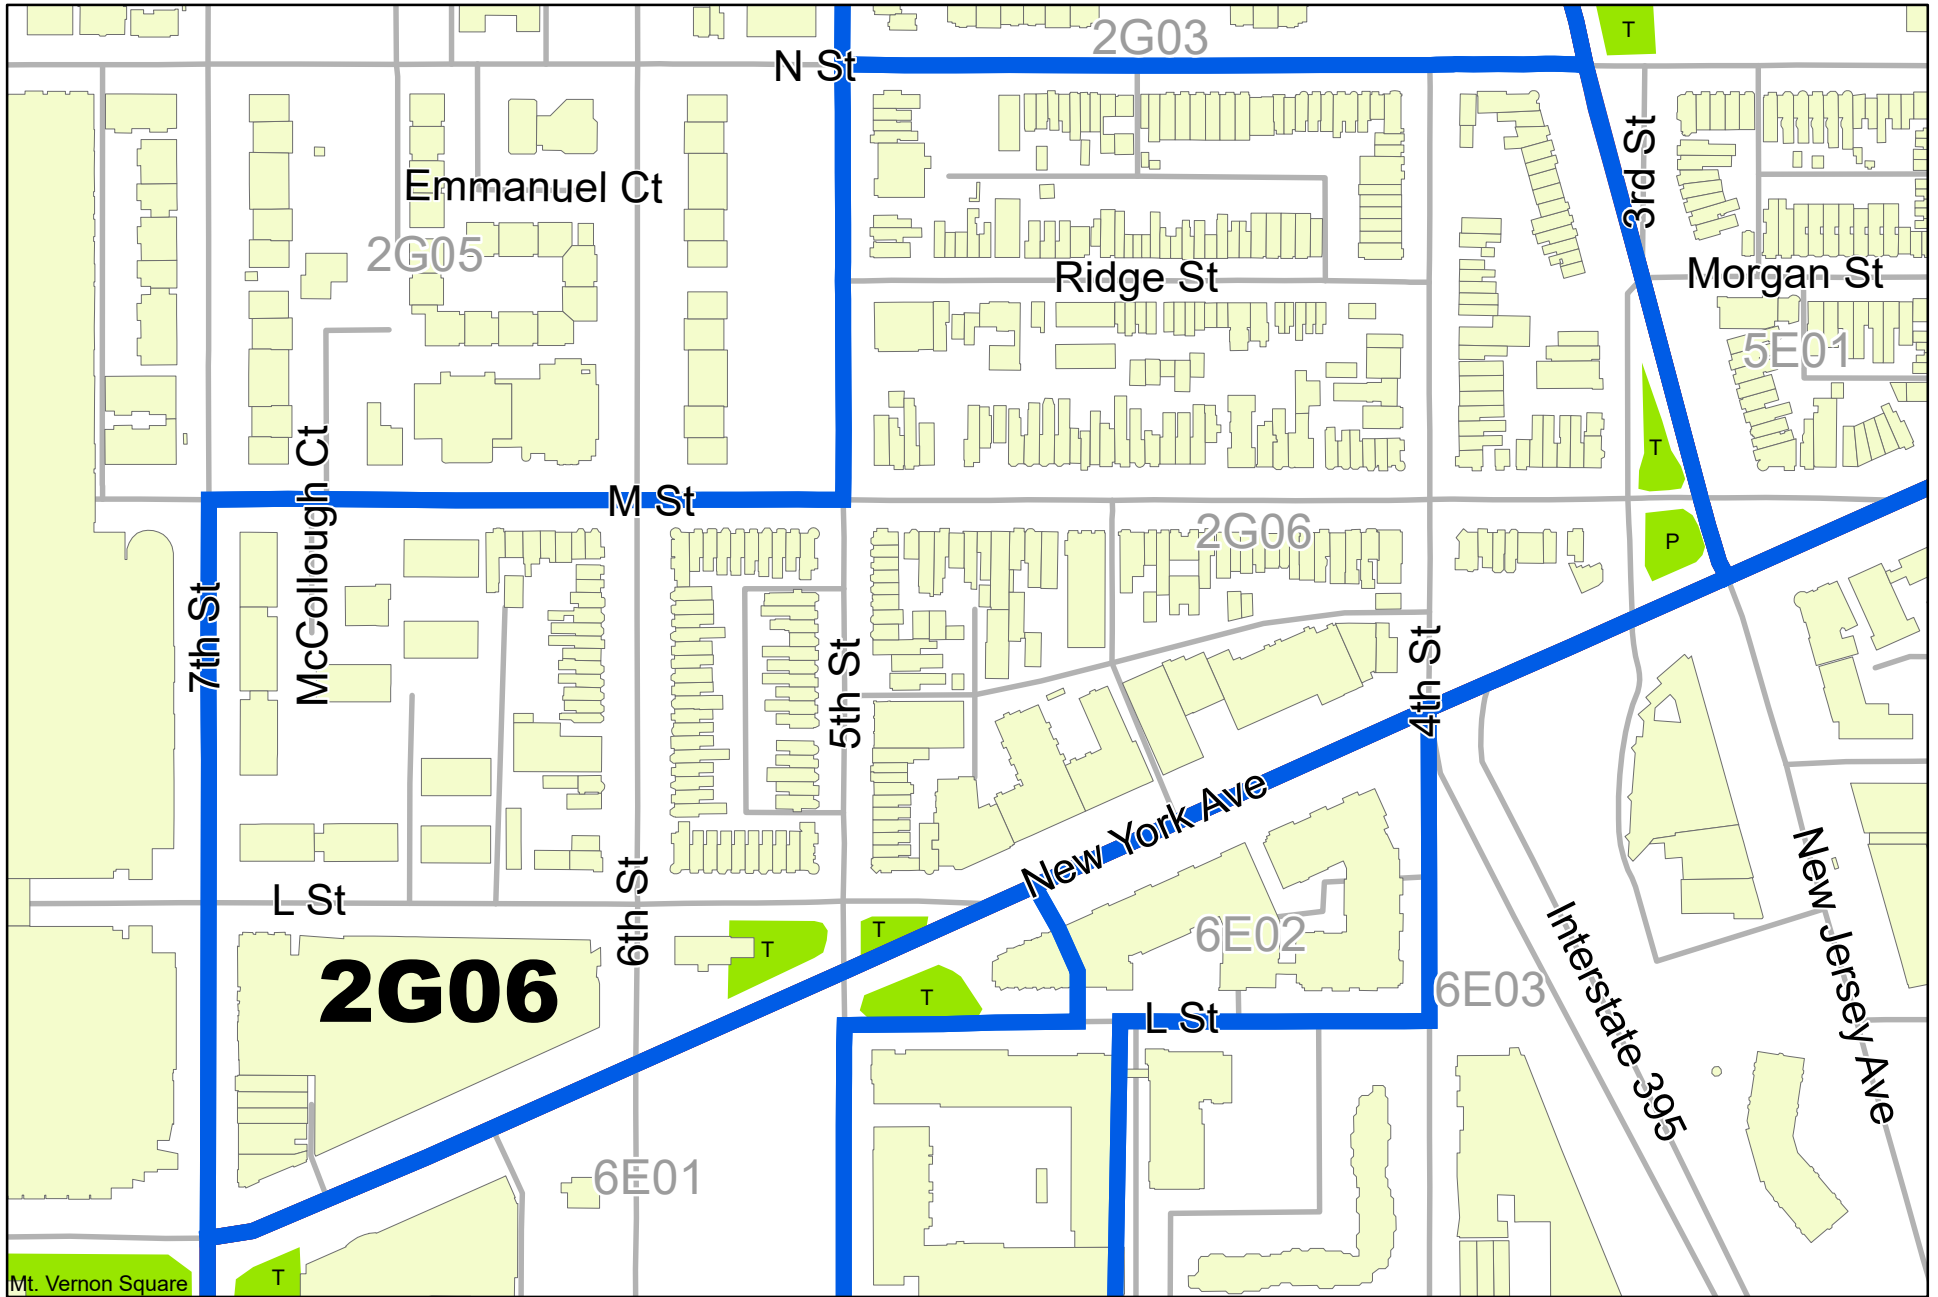 T
2G03
N St
3rd St
Emmanuel Ct
2G05
Ridge St
Morgan St
5E01
McCollough Ct
T
M St
2G06
P
7th St
5th St
4th St
New York Ave
New Jersey Ave
6th St
L St
T
T
6E02
Interstate 395
2G06
T
6E03
L St
6E01
Mt. Vernon Square
T